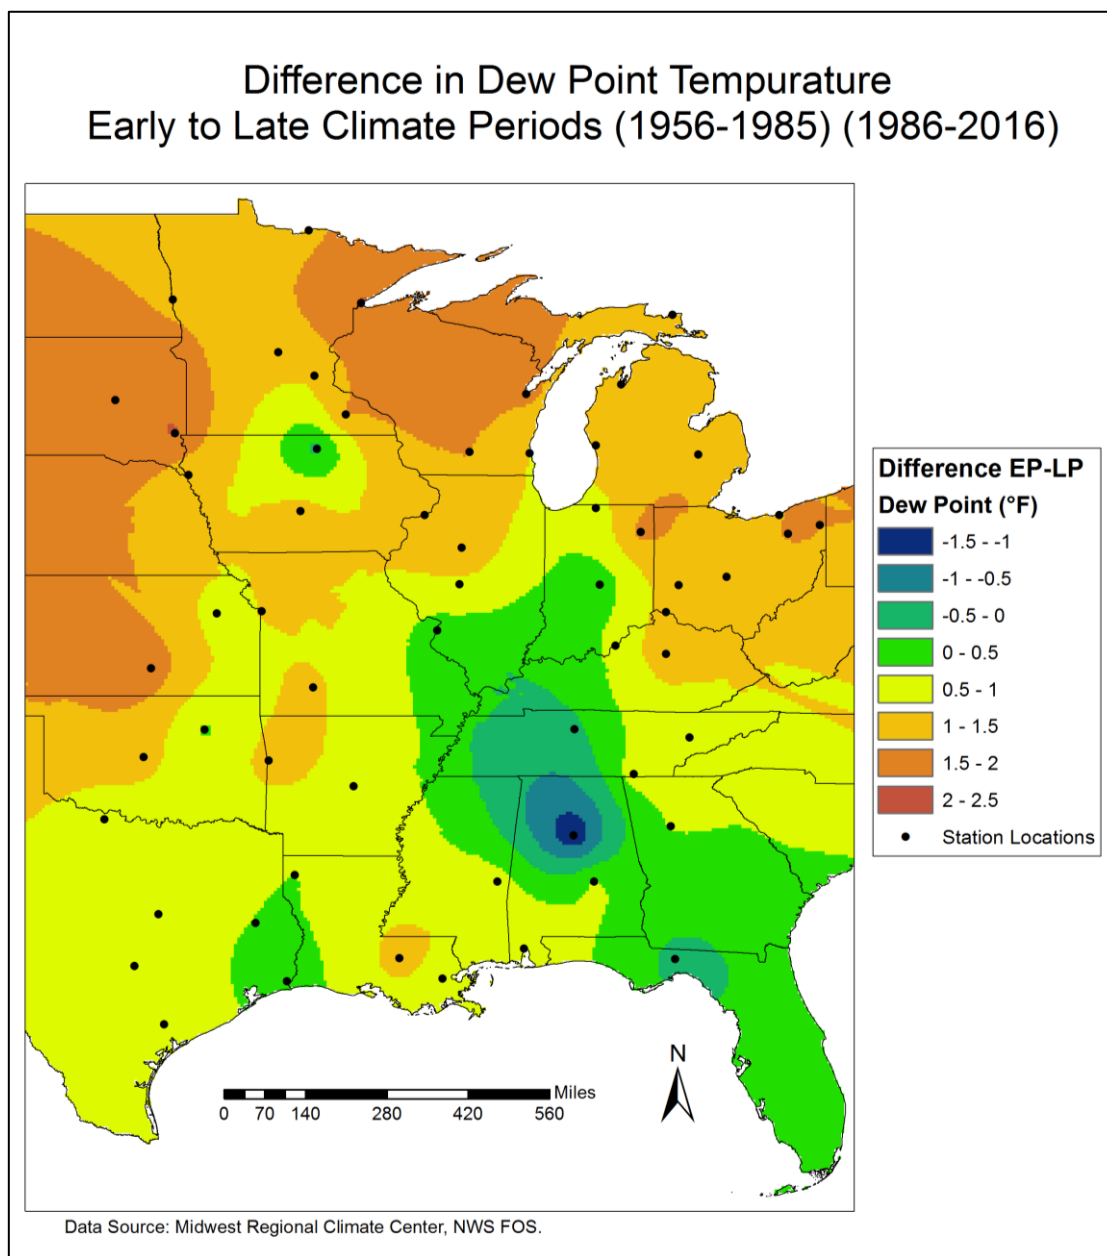 Difference in Dew Point Tempurature
Early to Late Climate Periods (1956-1985) (1986-2016)
Difference EP-LP
Dew Point (°F)
-1.5 - -1
-1 - -0.5
-0.5 - 0
0 - 0.5
0.5 - 1
1 - 1.5
1.5 - 2
2 - 2.5
Station Locations
N
Miles
0 70 140 280 420 560
Data Source: Midwest Regional Climate Center, NWS FOS.